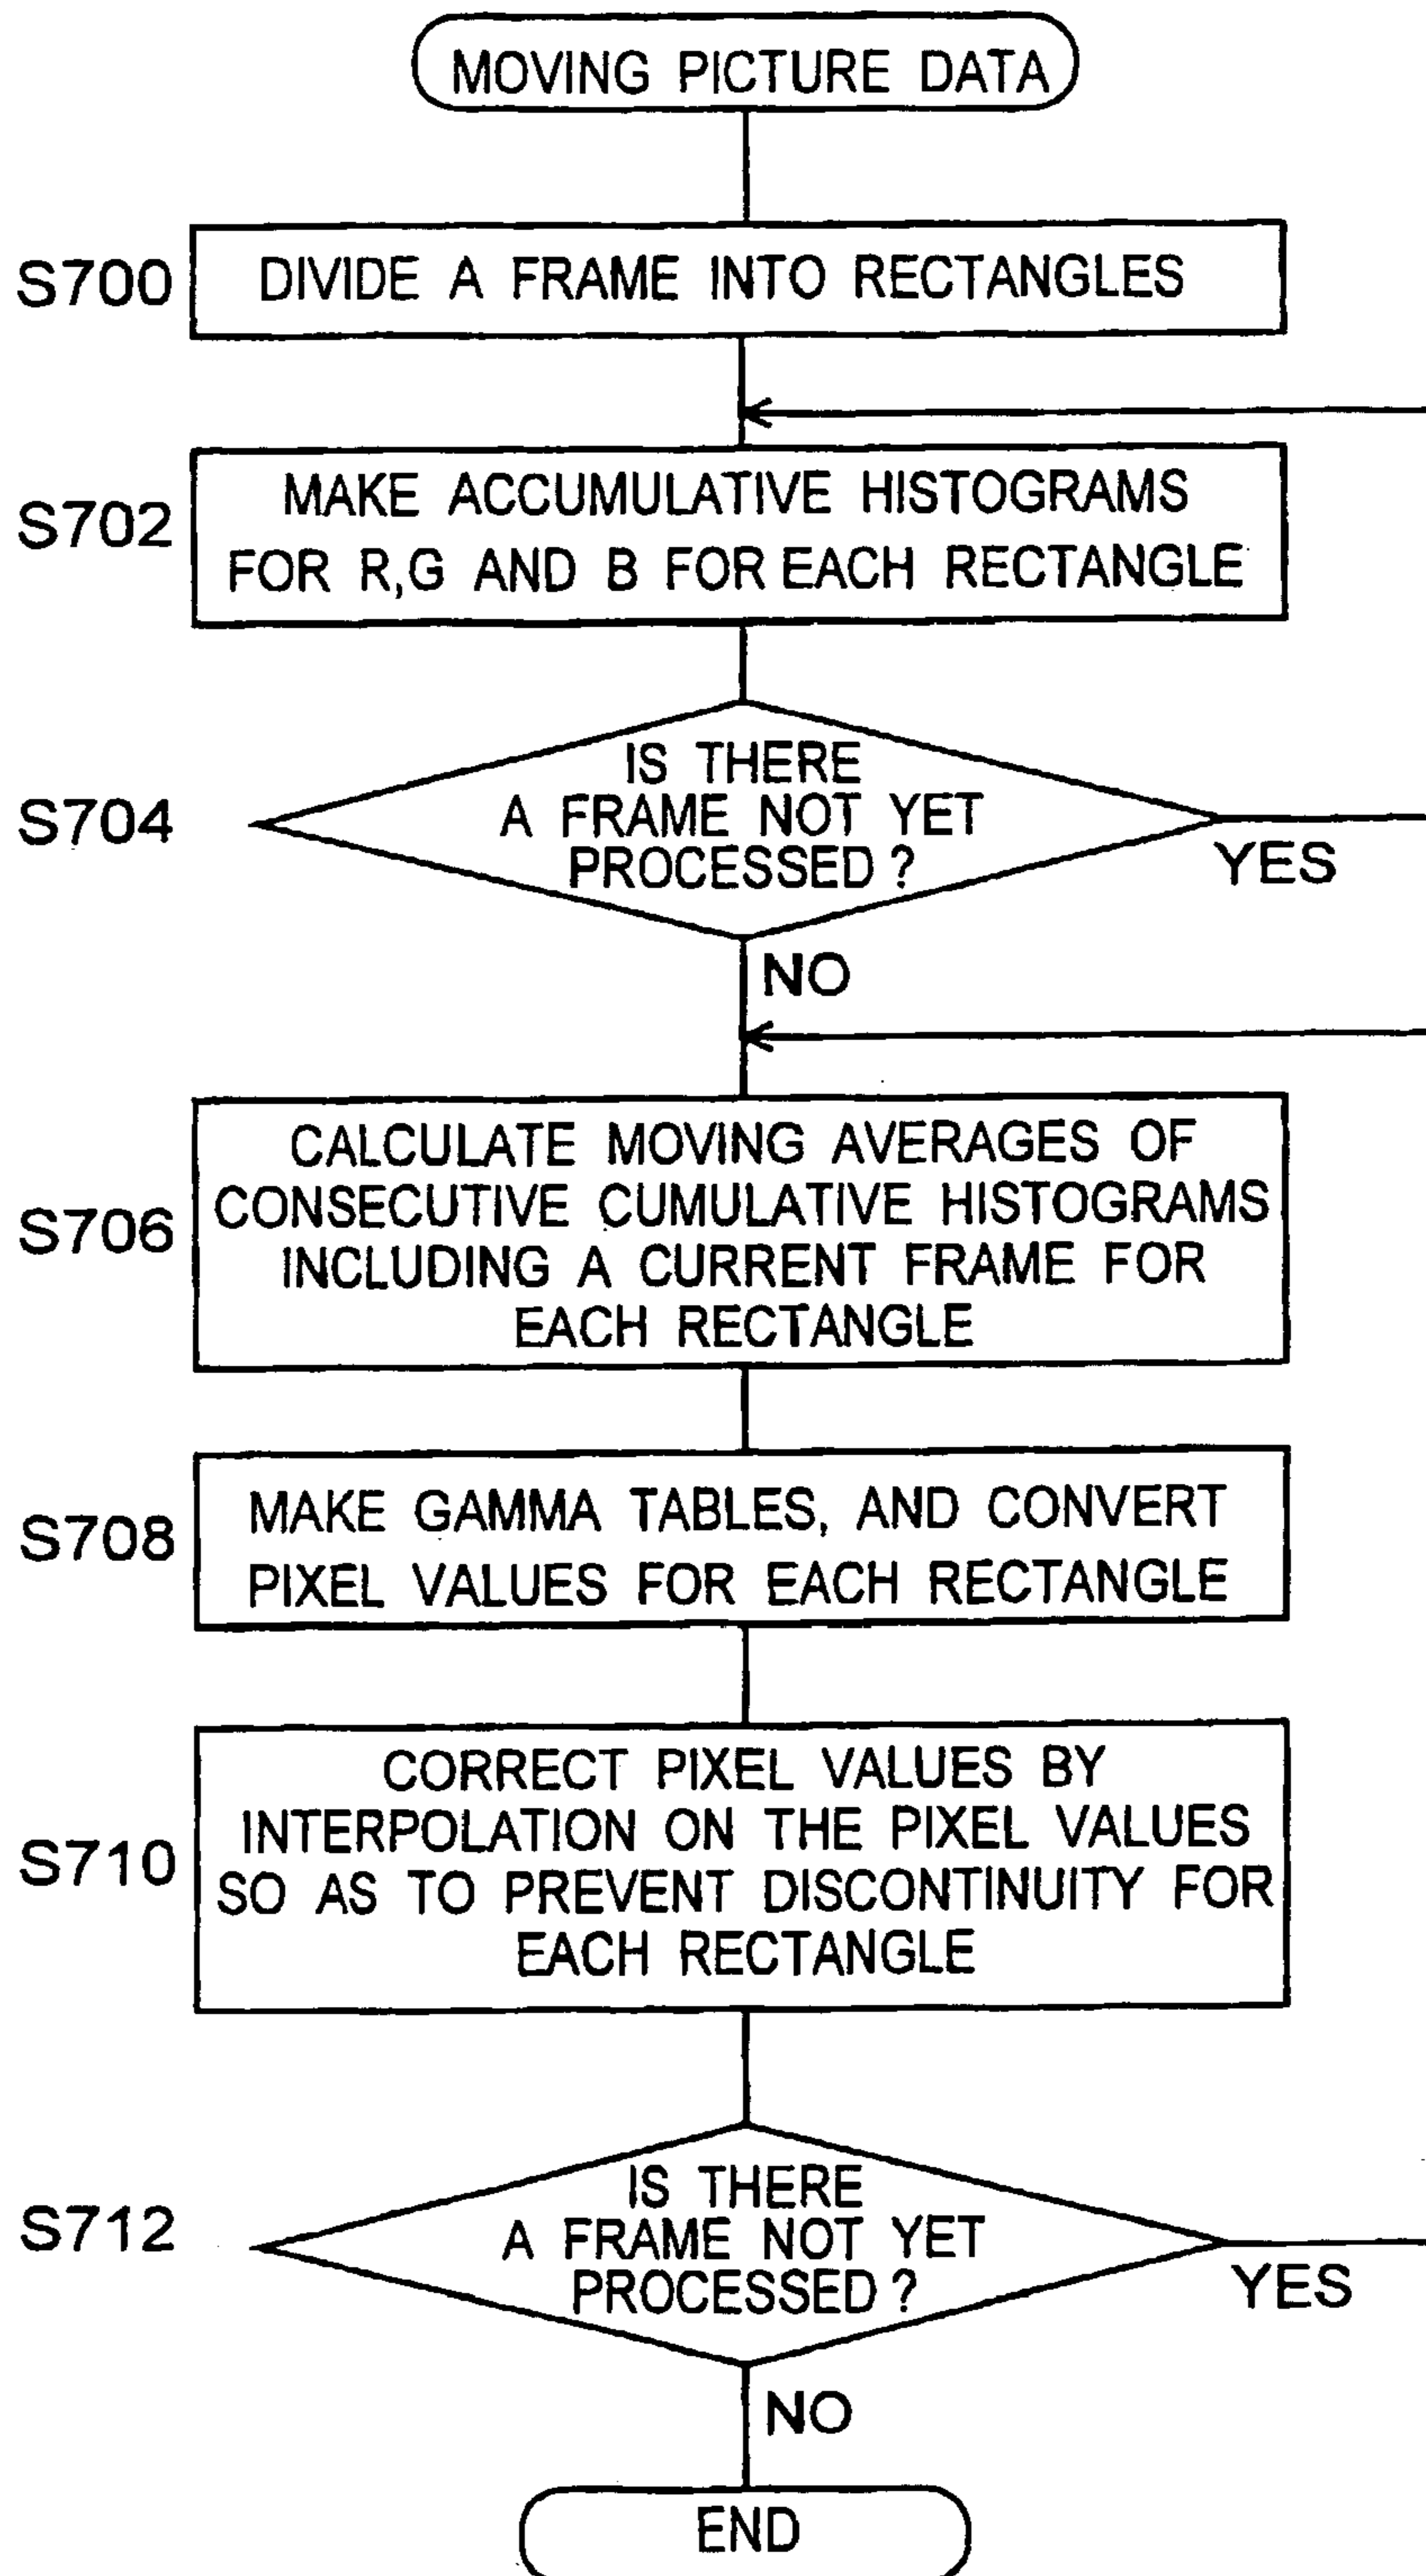 MOVING PICTURE DATA
S700
DIVIDE A FRAME INTO RECTANGLES
S702
MAKE ACCUMULATIVE HISTOGRAMS
FOR R,G AND B FOR EACH RECTANGLE
S704
IS THERE
A FRAME NOT YET
PROCESSED ?
YES
NO
S706
CALCULATE MOVING AVERAGES OF
CONSECUTIVE CUMULATIVE HISTOGRAMS
INCLUDING A CURRENT FRAME FOR
EACH RECTANGLE
S708
MAKE GAMMA TABLES, AND CONVERT
PIXEL VALUES FOR EACH RECTANGLE
S710
CORRECT PIXEL VALUES BY
INTERPOLATION ON THE PIXEL VALUES
SO AS TO PREVENT DISCONTINUITY FOR
EACH RECTANGLE
S712
IS THERE
A FRAME NOT YET
PROCESSED ?
YES
NO
END